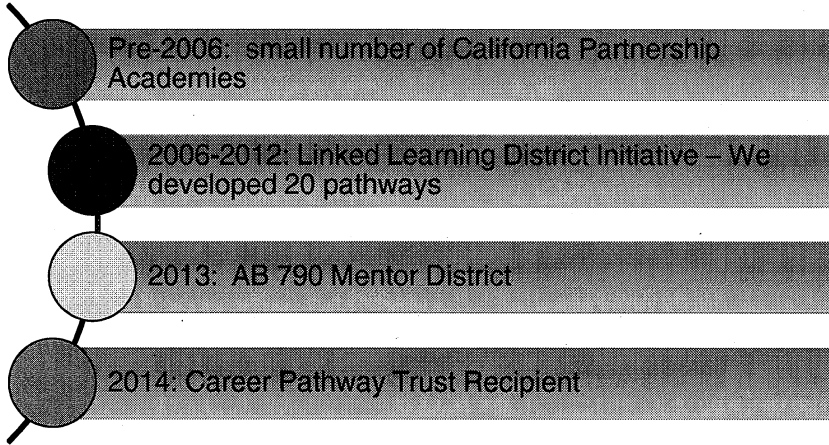 Pre-2006:  small number of California Partnership
Academies
2006-2012: Linked Learning District Initiative – We
developed 20 pathways
2013:  AB 790 Mentor District
2014: Career Pathway Trust Recipient